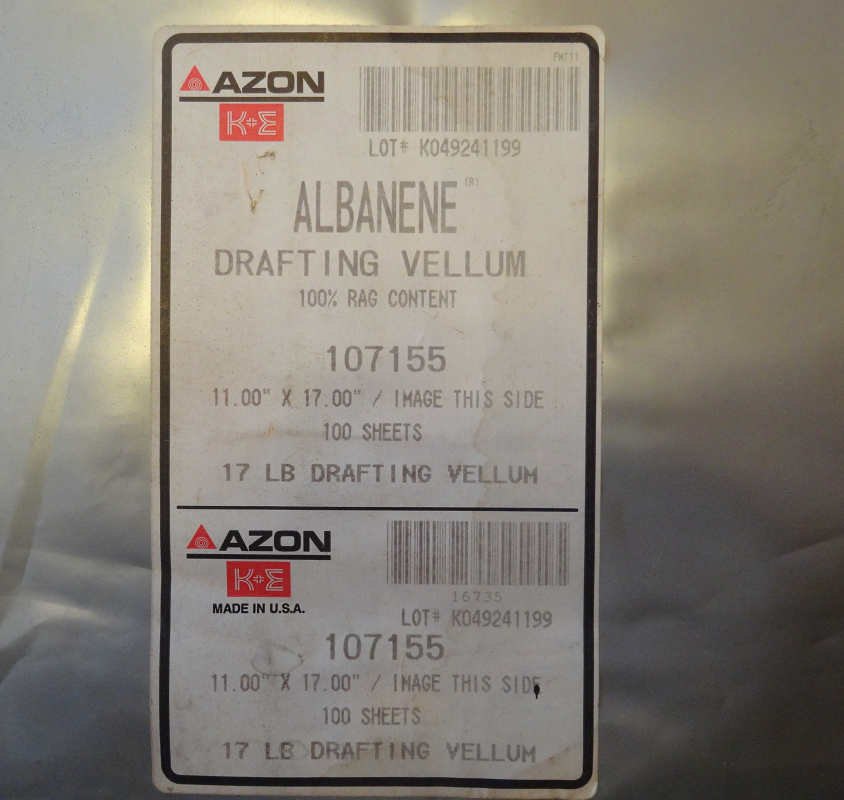 FMT11
AZON
K+E
LOT# K049241199
ALBANENE (R)
DRAFTING VELLUM
100% RAG CONTENT
107155
11.00" X 17.00" / IMAGE THIS SIDE
100 SHEETS
17 LB DRAFTING VELLUM
AZON
K+E
MADE IN U.S.A.
16735
LOT# K049241199
107155
11.00" X 17.00" / IMAGE THIS SIDE
100 SHEETS
17 LB DRAFTING VELLUM